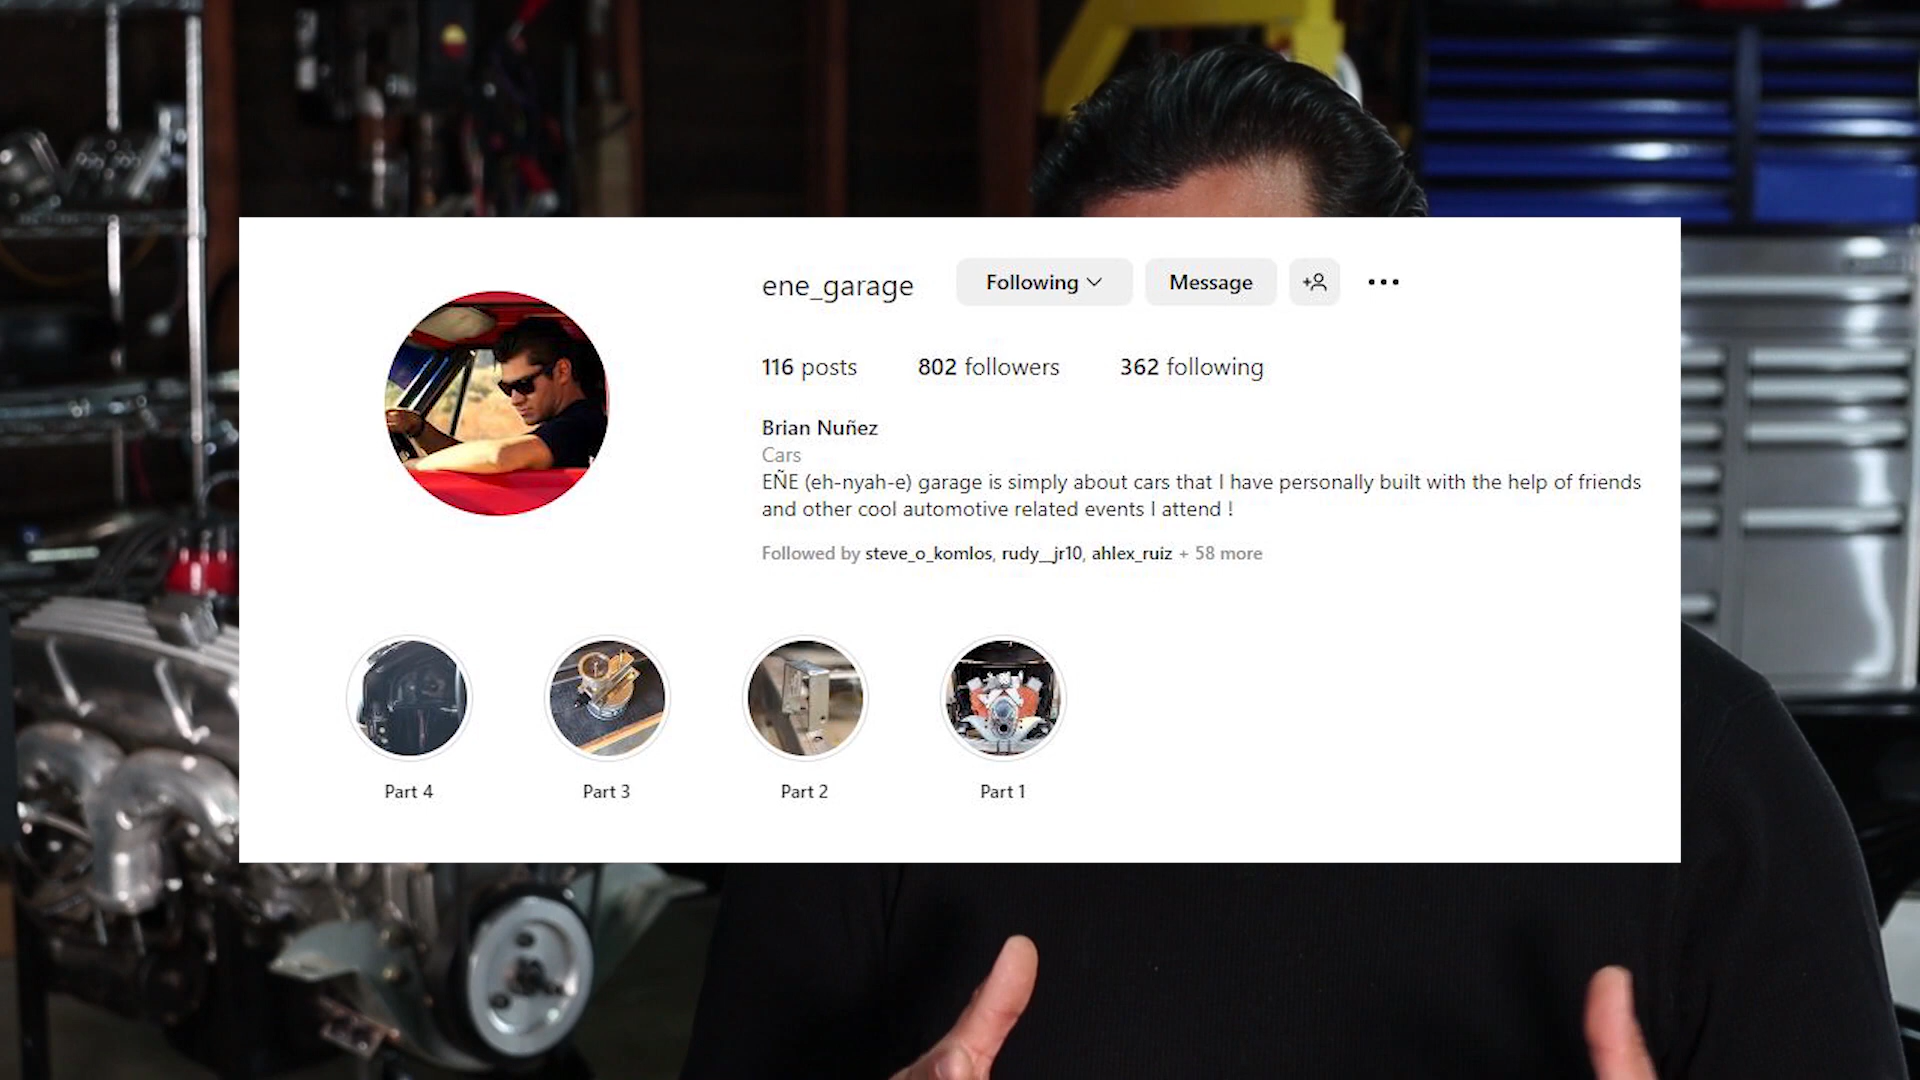 ene_garage Following Message
116 posts 802 followers 362 following
Brian Nuñez
Cars
EÑE (eh-nyah-e) garage is simply about cars that I have personally built with the help of friends
and other cool automotive related events I attend !
Followed by steve_o_komlos, rudy__jr10, ahlex_ruiz + 58 more
Part 4 Part 3 Part 2 Part 1